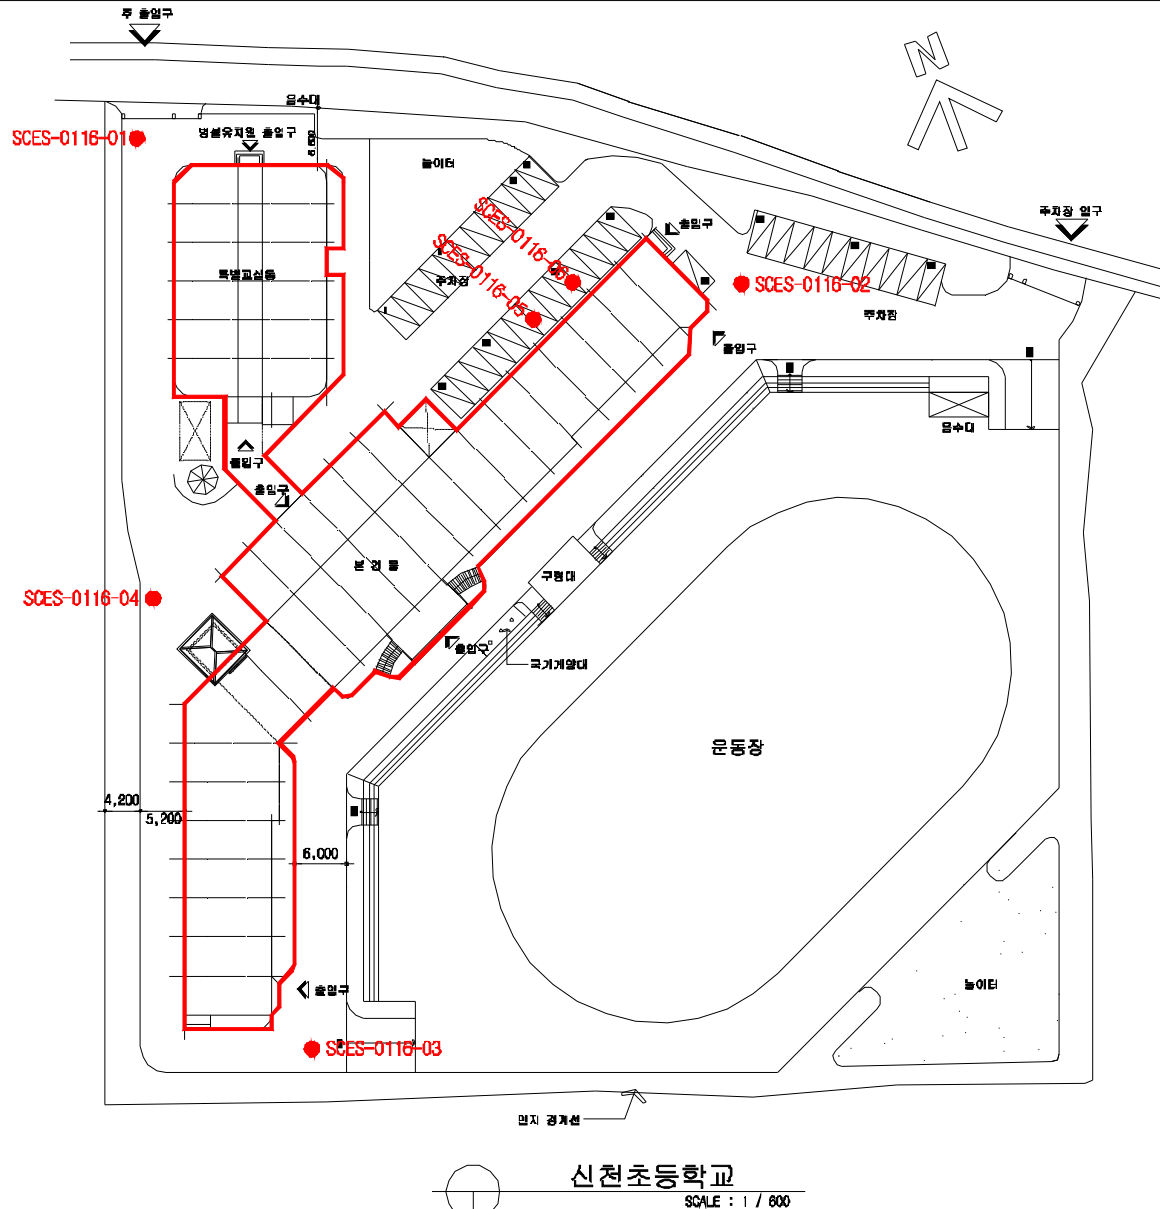 주 출입구
N
음수대
SCES-0116-01
병설유치원 출입구
6,600
놀이터
SCES-0116-06
출입구
주차장 입구
SCES-0116-05
특별교실동
주차장
SCES-0116-02
주차장
출입구
음수대
출입구
출입구
본 건 물
구령대
SCES-0116-04
출입구
국기게양대
운동장
4,200
5,200
6,000
출입구
놀이터
SCES-0116-03
인지 경계선
신천초등학교
SCALE : 1 / 600